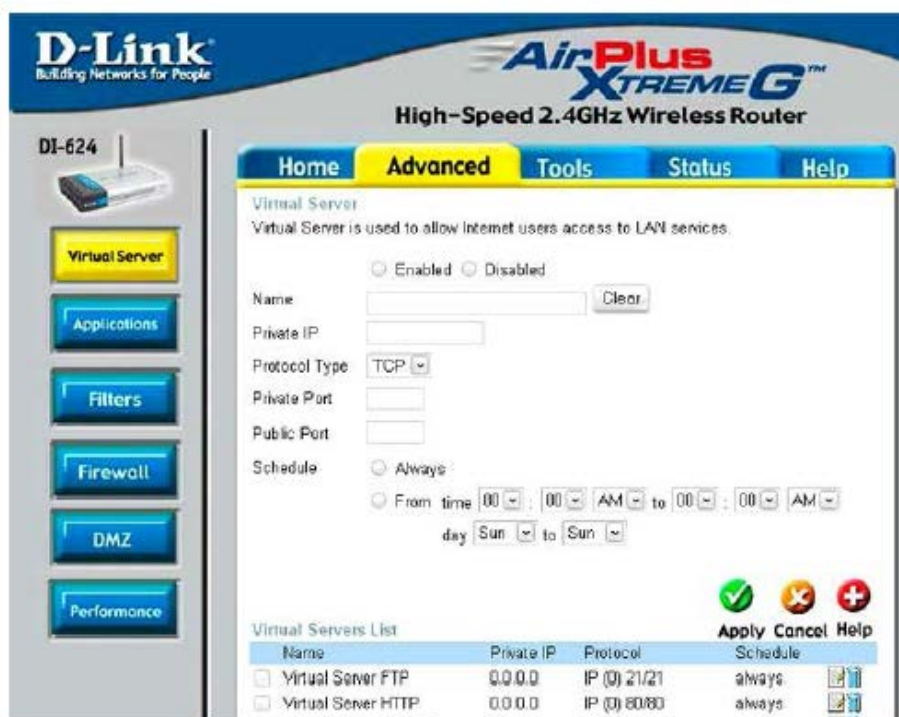 D-Link
Building Networks for People
AirPlus
XTREME G™
High-Speed 2.4GHz Wireless Router
DI-624
Home Advanced Tools Status Help
Virtual Server
Applications
Filters
Firewall
DMZ
Performance
Virtual Server
Virtual Server is used to allow Internet users access to LAN services.
Enabled Disabled
Name Clear
Private IP
Protocol Type TCP
Private Port
Public Port
Schedule Always
From time 00 : 00 AM to 00 : 00 AM
day Sun to Sun
Apply Cancel Help
Virtual Servers List
Name Private IP Protocol Schedule
Virtual Server FTP 0.0.0.0 IP (0) 21/21 always
Virtual Server HTTP 0.0.0.0 IP (0) 80/80 always